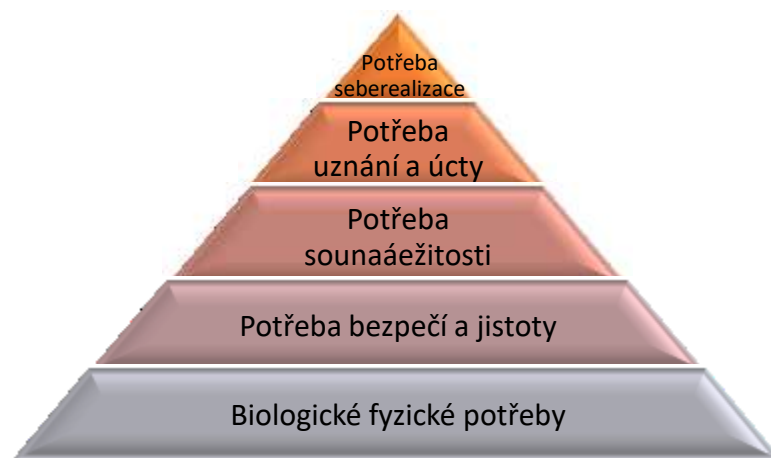 Potřeba
seberealizace
Potřeba
uznání a úcty
Potřeba
sounaáežitosti
Potřeba bezpečí a jistoty
Biologické fyzické potřeby